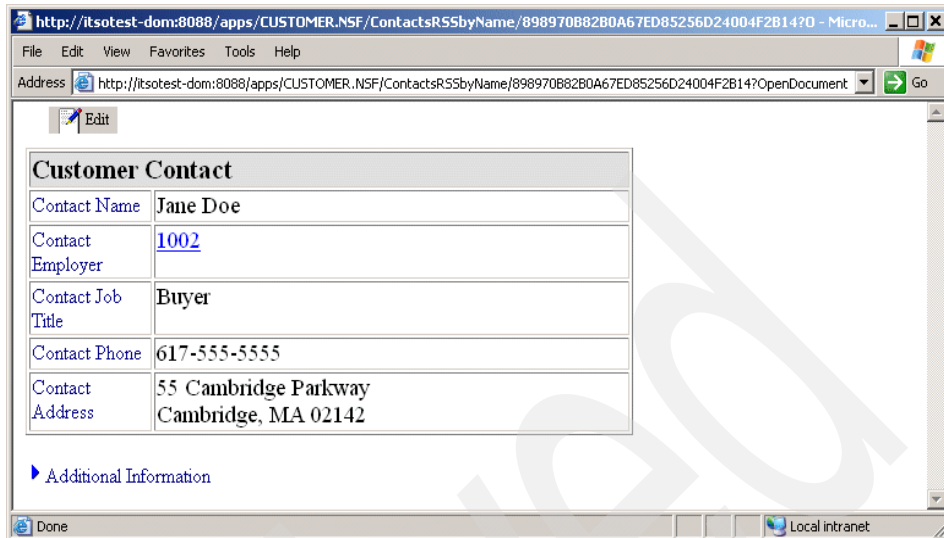 http://itsotest-dom:8088/apps/CUSTOMER.NSF/ContactsRSSbyName/898970B82B0A67ED85256D24004F2B14?O - Micro...
File Edit View Favorites Tools Help
Address http://itsotest-dom:8088/apps/CUSTOMER.NSF/ContactsRSSbyName/898970B82B0A67ED85256D24004F2B14?OpenDocument Go
Edit
Customer Contact
Contact Name Jane Doe
Contact Employer 1002
Contact Job Title Buyer
Contact Phone 617-555-5555
Contact Address 55 Cambridge Parkway
Cambridge, MA 02142
Additional Information
Done Local intranet